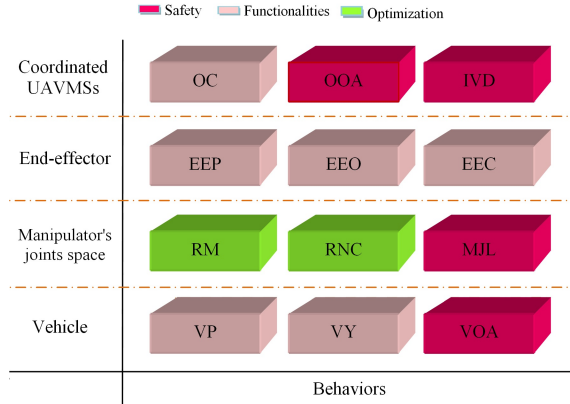 Safety Functionalities Optimization
Coordinated
UAVMSs
OC OOA IVD
End-effector
EEP EEO EEC
Manipulator's
joints space
RM RNC MJL
Vehicle
VP VY VOA
Behaviors